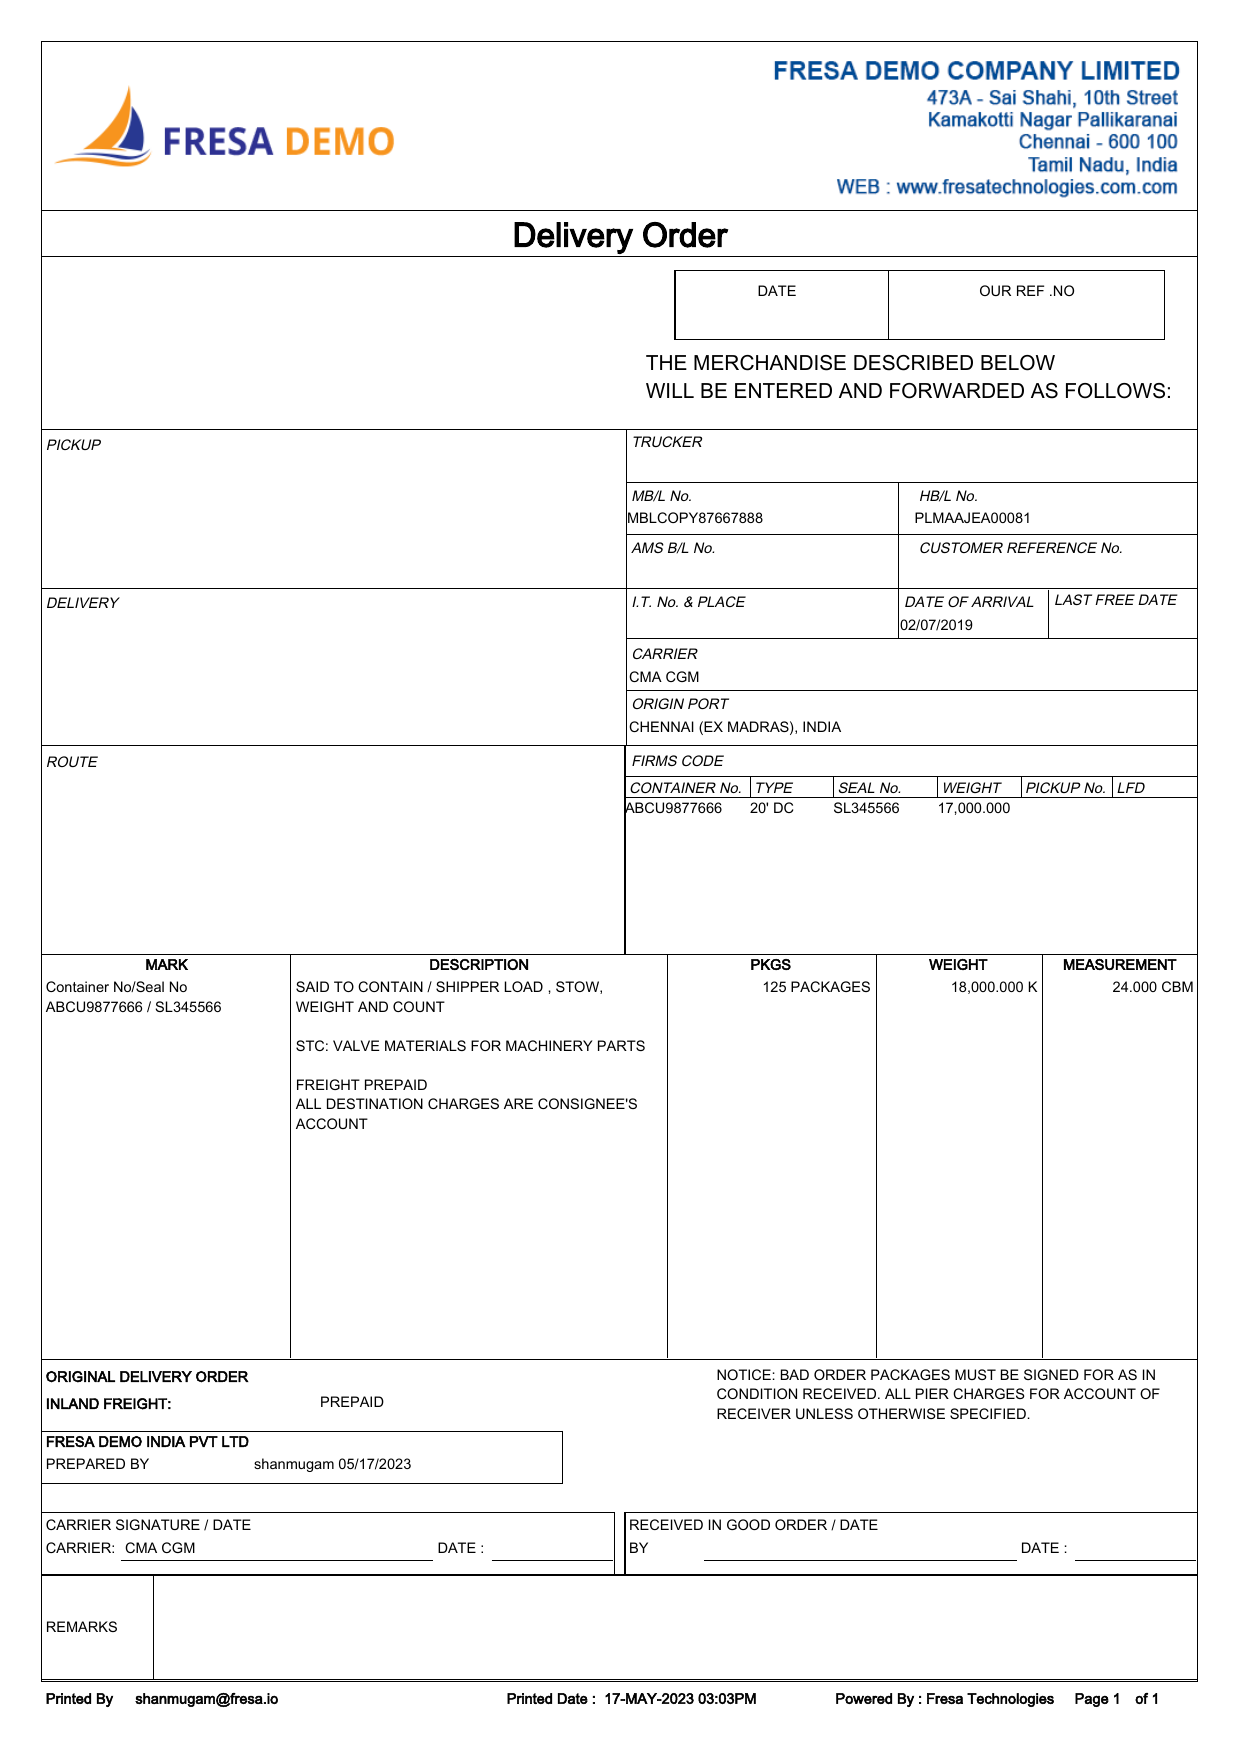 FRESA DEMO
FRESA DEMO COMPANY LIMITED
473A - Sai Shahi, 10th Street
Kamakotti Nagar Pallikaranai
Chennai - 600 100
Tamil Nadu, India
WEB : www.fresatechnologies.com.com
Delivery Order
DATE OUR REF .NO
THE MERCHANDISE DESCRIBED BELOW
WILL BE ENTERED AND FORWARDED AS FOLLOWS:
PICKUP
TRUCKER
MB/L No. HB/L No.
MBLCOPY87667888 PLMAAJEA00081
AMS B/L No. CUSTOMER REFERENCE No.
DELIVERY
I.T. No. & PLACE DATE OF ARRIVAL LAST FREE DATE
02/07/2019
CARRIER
CMA CGM
ORIGIN PORT
CHENNAI (EX MADRAS), INDIA
ROUTE
FIRMS CODE
CONTAINER No. TYPE SEAL No. WEIGHT PICKUP No. LFD
ABCU9877666 20' DC SL345566 17,000.000
MARK DESCRIPTION PKGS WEIGHT MEASUREMENT
Container No/Seal No SAID TO CONTAIN / SHIPPER LOAD , STOW, 125 PACKAGES 18,000.000 K 24.000 CBM
ABCU9877666 / SL345566 WEIGHT AND COUNT
STC: VALVE MATERIALS FOR MACHINERY PARTS
FREIGHT PREPAID
ALL DESTINATION CHARGES ARE CONSIGNEE'S
ACCOUNT
ORIGINAL DELIVERY ORDER
INLAND FREIGHT: PREPAID
NOTICE: BAD ORDER PACKAGES MUST BE SIGNED FOR AS IN
CONDITION RECEIVED. ALL PIER CHARGES FOR ACCOUNT OF
RECEIVER UNLESS OTHERWISE SPECIFIED.
FRESA DEMO INDIA PVT LTD
PREPARED BY shanmugam 05/17/2023
CARRIER SIGNATURE / DATE
CARRIER: CMA CGM DATE :
RECEIVED IN GOOD ORDER / DATE
BY DATE :
REMARKS
Printed By shanmugam@fresa.io Printed Date : 17-MAY-2023 03:03PM Powered By : Fresa Technologies Page 1 of 1